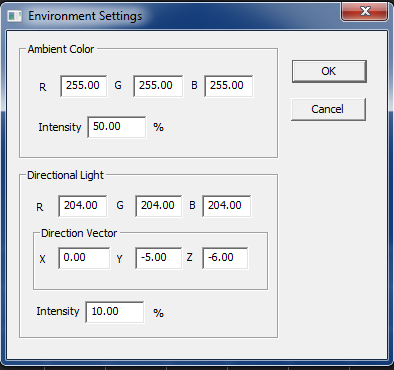 Environment Settings
Ambient Color
R 255.00 G 255.00 B 255.00
OK
Cancel
Intensity 50.00 %
Directional Light
R 204.00 G 204.00 B 204.00
Direction Vector
X 0.00 Y -5.00 Z -6.00
Intensity 10.00 %